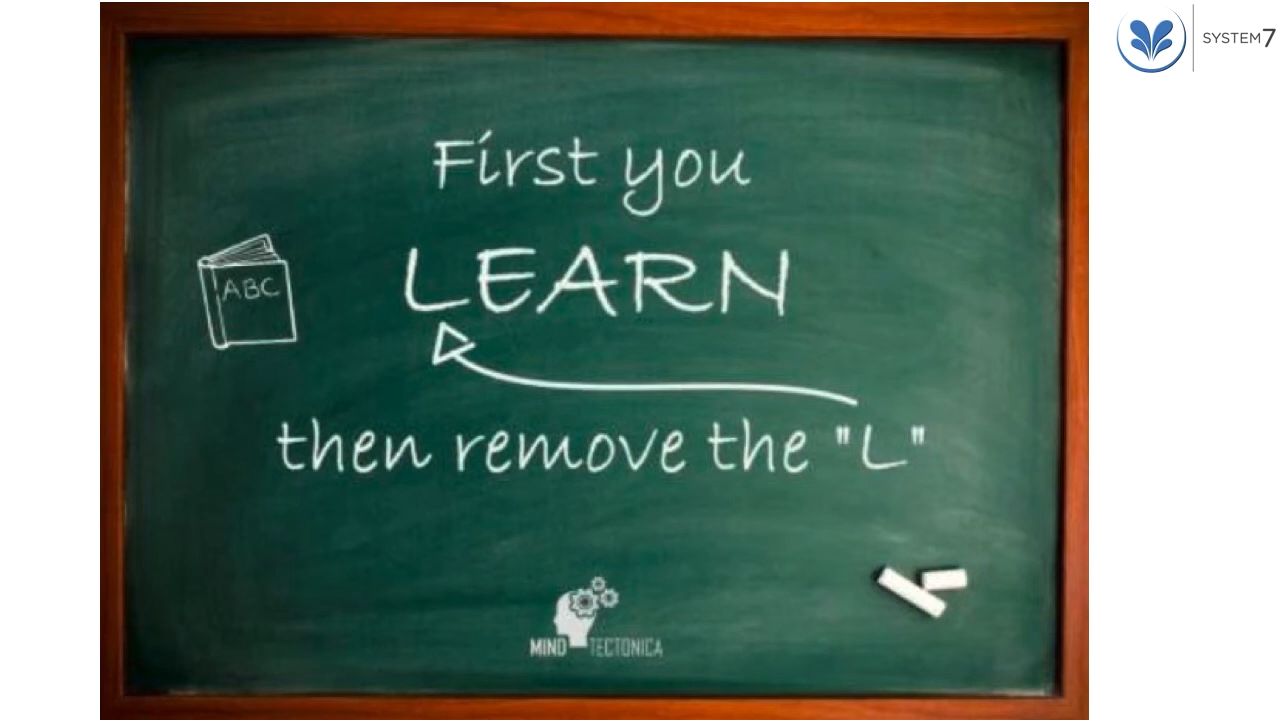 SYSTEM7
First you
LEARN
ABC
then remove the "L"
MIND TECTONICA